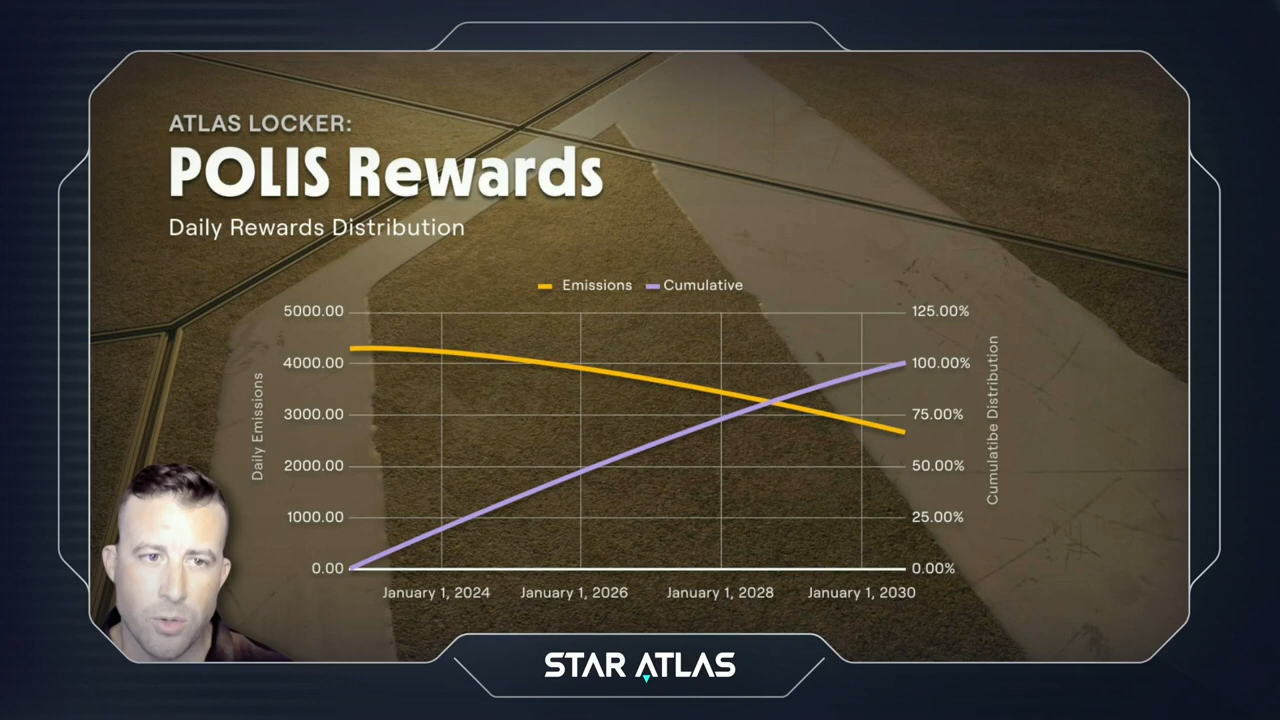 ATLAS LOCKER:
POLIS Rewards
Daily Rewards Distribution
Emissions Cumulative
5000.00 125.00%
4000.00 100.00%
3000.00 75.00%
2000.00 50.00%
1000.00 25.00%
0.00 0.00%
Daily Emissions
Cumulatibe Distribution
January 1, 2024 January 1, 2026 January 1, 2028 January 1, 2030
STAR ATLAS